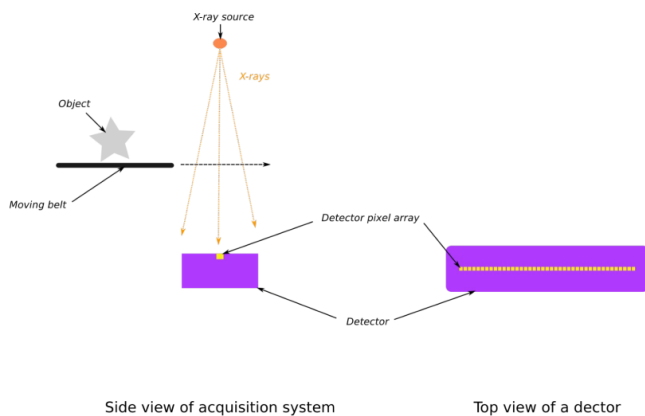 X-ray source
X-rays
Object
Moving belt
Detector pixel array
Detector
Side view of acquisition system
Top view of a dector